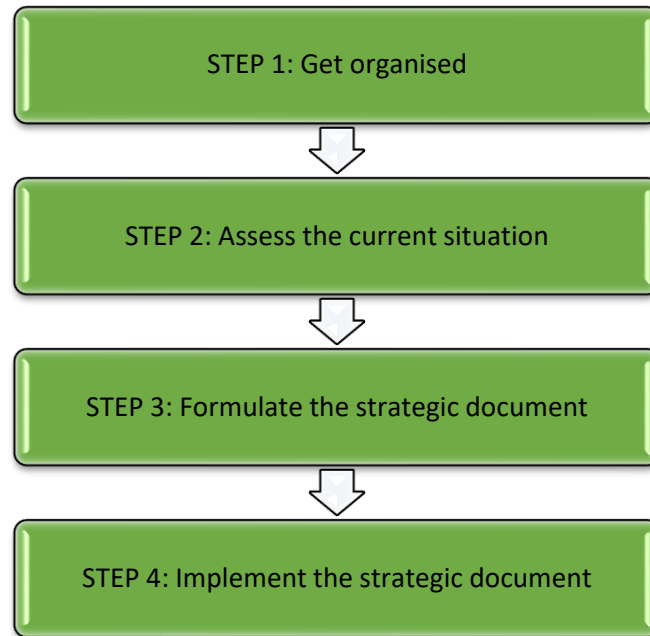 STEP 1: Get organised
STEP 2: Assess the current situation
STEP 3: Formulate the strategic document
STEP 4: Implement the strategic document